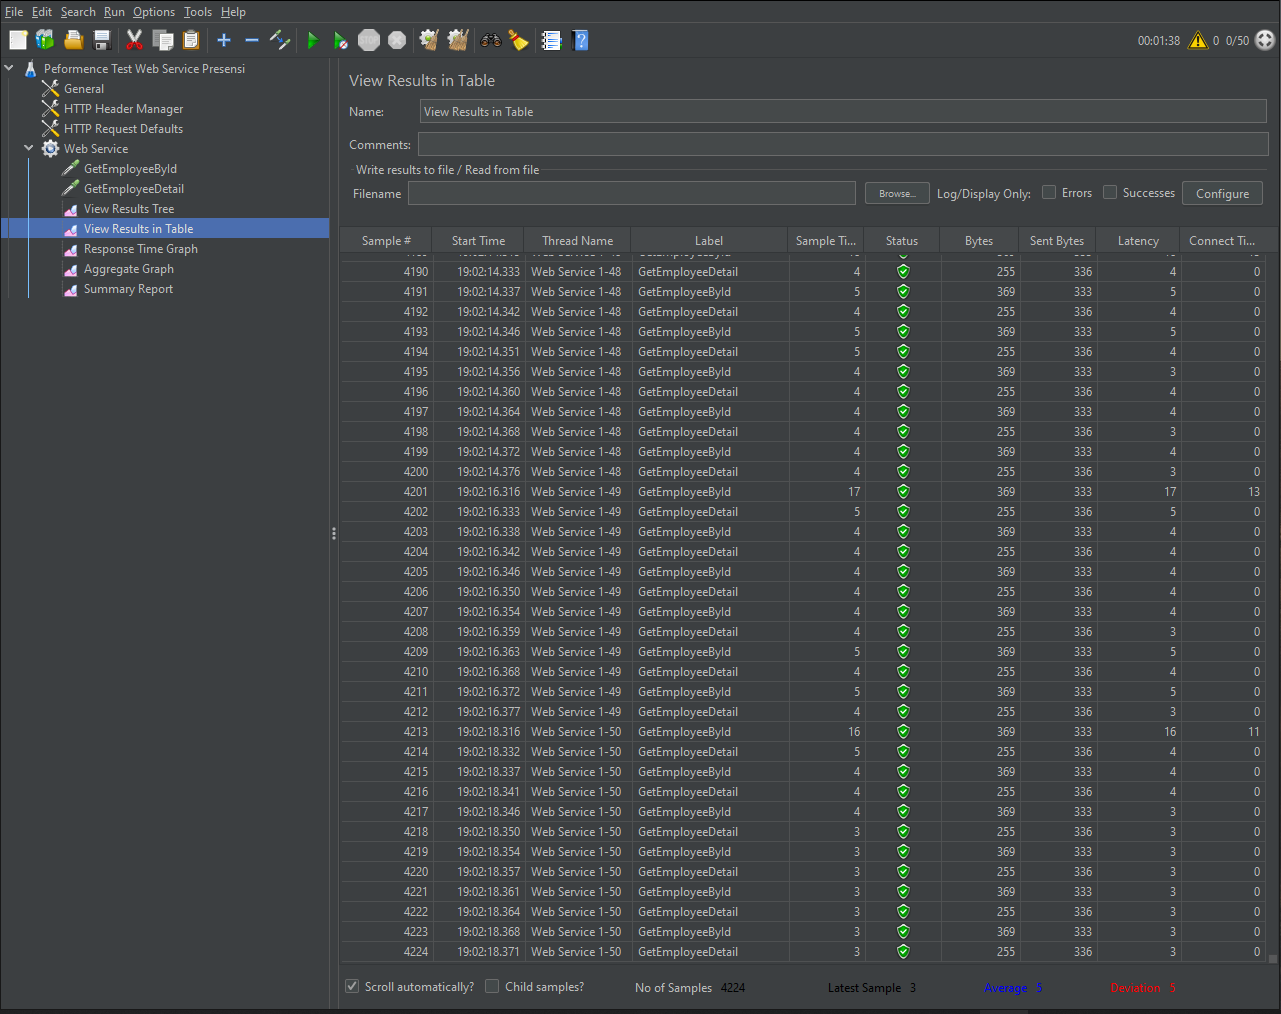 File Edit Search Run Options Tools Help
00:01:38 0 0/50
Peformence Test Web Service Presensi
General
HTTP Header Manager
HTTP Request Defaults
Web Service
GetEmployeeById
GetEmployeeDetail
View Results Tree
View Results in Table
Response Time Graph
Aggregate Graph
Summary Report
View Results in Table
Name: View Results in Table
Comments:
Write results to file / Read from file
Filename Browse... Log/Display Only: Errors Successes Configure
Sample # Start Time Thread Name Label Sample Ti... Status Bytes Sent Bytes Latency Connect Ti...
4190 19:02:14.333 Web Service 1-48 GetEmployeeDetail 4 255 336 4 0
4191 19:02:14.337 Web Service 1-48 GetEmployeeById 5 369 333 5 0
4192 19:02:14.342 Web Service 1-48 GetEmployeeDetail 4 255 336 4 0
4193 19:02:14.346 Web Service 1-48 GetEmployeeById 5 369 333 5 0
4194 19:02:14.351 Web Service 1-48 GetEmployeeDetail 5 255 336 4 0
4195 19:02:14.356 Web Service 1-48 GetEmployeeById 4 369 333 3 0
4196 19:02:14.360 Web Service 1-48 GetEmployeeDetail 4 255 336 4 0
4197 19:02:14.364 Web Service 1-48 GetEmployeeById 4 369 333 4 0
4198 19:02:14.368 Web Service 1-48 GetEmployeeDetail 4 255 336 3 0
4199 19:02:14.372 Web Service 1-48 GetEmployeeById 4 369 333 4 0
4200 19:02:14.376 Web Service 1-48 GetEmployeeDetail 4 255 336 3 0
4201 19:02:16.316 Web Service 1-49 GetEmployeeById 17 369 333 17 13
4202 19:02:16.333 Web Service 1-49 GetEmployeeDetail 5 255 336 5 0
4203 19:02:16.338 Web Service 1-49 GetEmployeeById 4 369 333 4 0
4204 19:02:16.342 Web Service 1-49 GetEmployeeDetail 4 255 336 4 0
4205 19:02:16.346 Web Service 1-49 GetEmployeeById 4 369 333 4 0
4206 19:02:16.350 Web Service 1-49 GetEmployeeDetail 4 255 336 4 0
4207 19:02:16.354 Web Service 1-49 GetEmployeeById 4 369 333 4 0
4208 19:02:16.359 Web Service 1-49 GetEmployeeDetail 4 255 336 3 0
4209 19:02:16.363 Web Service 1-49 GetEmployeeById 5 369 333 5 0
4210 19:02:16.368 Web Service 1-49 GetEmployeeDetail 4 255 336 4 0
4211 19:02:16.372 Web Service 1-49 GetEmployeeById 5 369 333 5 0
4212 19:02:16.377 Web Service 1-49 GetEmployeeDetail 4 255 336 3 0
4213 19:02:18.316 Web Service 1-50 GetEmployeeById 16 369 333 16 11
4214 19:02:18.332 Web Service 1-50 GetEmployeeDetail 5 255 336 4 0
4215 19:02:18.337 Web Service 1-50 GetEmployeeById 4 369 333 4 0
4216 19:02:18.341 Web Service 1-50 GetEmployeeDetail 4 255 336 4 0
4217 19:02:18.346 Web Service 1-50 GetEmployeeById 4 369 333 3 0
4218 19:02:18.350 Web Service 1-50 GetEmployeeDetail 3 255 336 3 0
4219 19:02:18.354 Web Service 1-50 GetEmployeeById 3 369 333 3 0
4220 19:02:18.357 Web Service 1-50 GetEmployeeDetail 3 255 336 3 0
4221 19:02:18.361 Web Service 1-50 GetEmployeeById 3 369 333 3 0
4222 19:02:18.364 Web Service 1-50 GetEmployeeDetail 3 255 336 3 0
4223 19:02:18.368 Web Service 1-50 GetEmployeeById 3 369 333 3 0
4224 19:02:18.371 Web Service 1-50 GetEmployeeDetail 3 255 336 3 0
Scroll automatically? Child samples? No of Samples 4224 Latest Sample 3 Average 5 Deviation 5